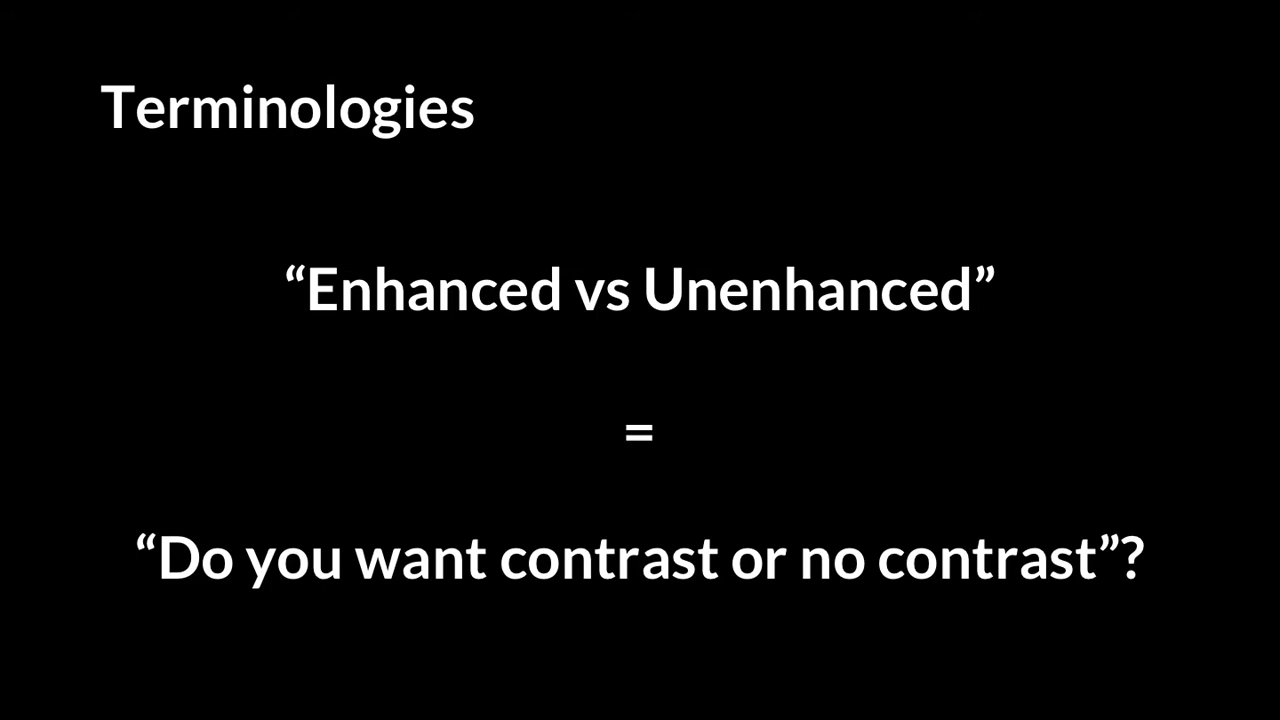 Terminologies
“Enhanced vs Unenhanced”
=
“Do you want contrast or no contrast”?